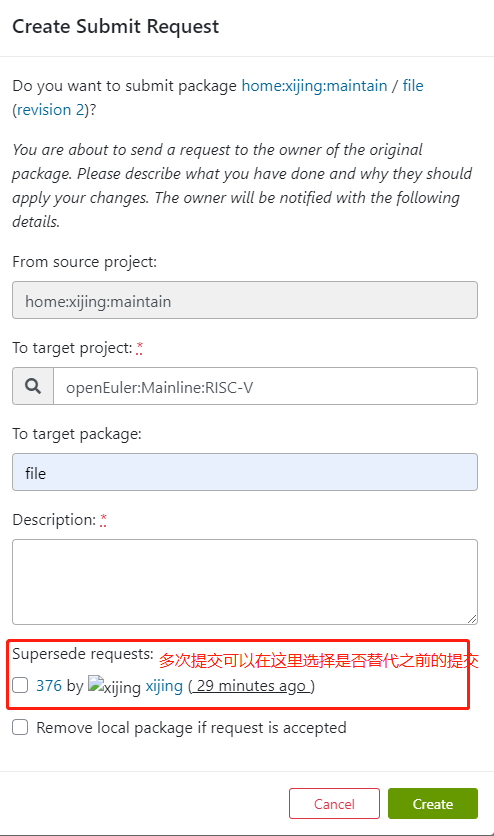 Create Submit Request
Do you want to submit package home:xijing:maintain / file
(revision 2)?
You are about to send a request to the owner of the original
package. Please describe what you have done and why they should
apply your changes. The owner will be notified with the following
details.
From source project:
home:xijing:maintain
To target project: *
openEuler:Mainline:RISC-V
To target package:
file
Description: *
Supersede requests: 多次提交可以在这里选择是否替代之前的提交
376 by xijing xijing ( 29 minutes ago )
Remove local package if request is accepted
Cancel Create